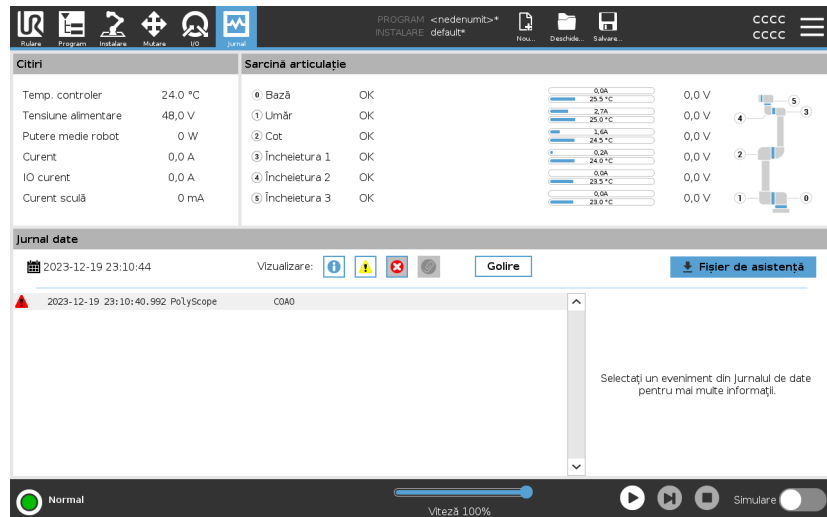 PROGRAM <nedenumit>*
INSTALARE default*
CCCC
CCCC
UR
Rulare Program Instalare Mutare I/O Jurnal
Nou... Deschide... Salvare...
Citiri
Sarcină articulație
Temp. controler 24.0 °C
Tensiune alimentare 48,0 V
Putere medie robot 0 W
Curent 0,0 A
IO curent 0,0 A
Curent sculă 0 mA
0 Bază OK 0,0A 25.5 °C 0,0 V
1 Umăr OK 2,7A 25.0 °C 0,0 V
2 Cot OK 1,6A 24.5 °C 0,0 V
3 Încheietura 1 OK 0,2A 24.0 °C 0,0 V
4 Încheietura 2 OK 0,0A 23.5 °C 0,0 V
5 Încheietura 3 OK 0,0A 23.0 °C 0,0 V
5
4 3
2
1 0
Jurnal date
2023-12-19 23:10:44 Vizualizare: Golire Fișier de asistență
2023-12-19 23:10:40.992 PolyScope C0A0
Selectați un eveniment din Jurnalul de date
pentru mai multe informații.
Normal
Viteză 100%
Simulare